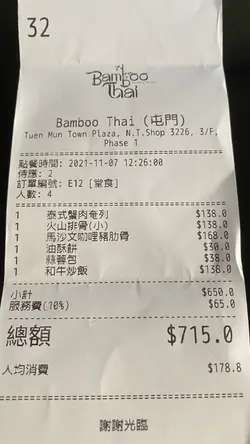 32
Bamboo
Thai
Bamboo Thai (屯門)
Tuen Mun Town Plaza, N.T.Shop 3226, 3/F,
Phase 1
點餐時間: 2021-11-07 12:26:00
侍應: 2
訂單編號: E12 [堂食]
人數: 4
1 泰式蟹肉奄列 $138.0
1 火山排骨(小) $138.0
1 馬沙文咖喱豬肋骨 $168.0
1 油酥餅 $30.0
1 蒜蓉包 $38.0
1 和牛炒飯 $138.0
小計 $650.0
服務費(10%) $65.0
總額 $715.0
人均消費 $178.8
謝謝光臨